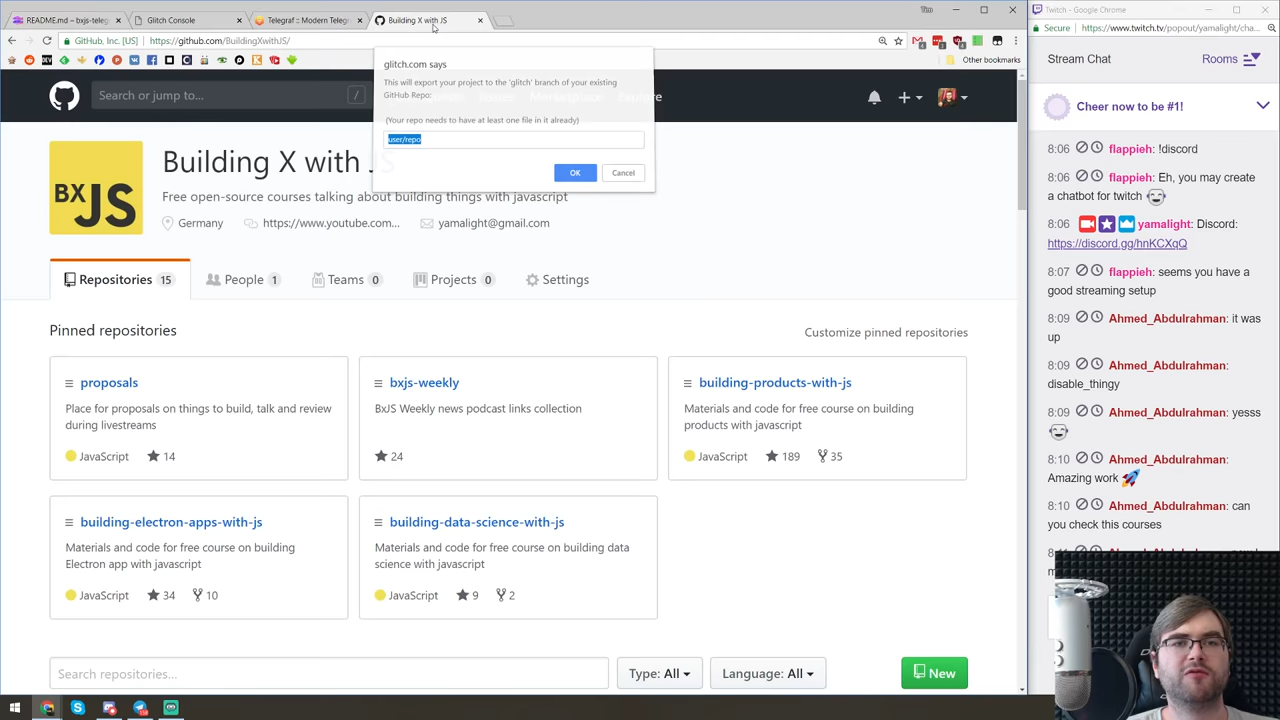 README.md – bxjs-teleg
Glitch Console
Telegraf :: Modern Telegram
Building X with JS
Tim
GitHub, Inc. [US]
https://github.com/BuildingXwithJS/
Other bookmarks
Search or jump to...
/
Explore
glitch.com says
This will export your project to the 'glitch' branch of your existing
GitHub Repo:
(Your repo needs to have at least one file in it already)
user/repo
OK
Cancel
BXJS
Building X with JS
Free open-source courses talking about building things with javascript
Germany
https://www.youtube.com...
yamalight@gmail.com
Repositories 15
People 1
Teams 0
Projects 0
Settings
Pinned repositories
Customize pinned repositories
proposals
Place for proposals on things to build, talk and review
during livestreams
JavaScript
14
bxjs-weekly
BxJS Weekly news podcast links collection
24
building-products-with-js
Materials and code for free course on building
products with javascript
JavaScript
189
35
building-electron-apps-with-js
Materials and code for free course on building
Electron app with javascript
JavaScript
34
10
building-data-science-with-js
Materials and code for free course on building data
science with javascript
JavaScript
9
2
Search repositories...
Type: All
Language: All
New
Twitch - Google Chrome
Secure
https://www.twitch.tv/popout/yamalight/cha
Stream Chat
Rooms
Cheer now to be #1!
8:06 flappieh: !discord
8:06 flappieh: Eh, you may create
a chatbot for twitch
8:06 yamalight: Discord:
https://discord.gg/hnKCXqQ
8:07 flappieh: seems you have a
good streaming setup
8:09 Ahmed_Abdulrahman: it was
up
8:09 Ahmed_Abdulrahman:
disable_thingy
8:09 Ahmed_Abdulrahman: yesss
8:10 Ahmed_Abdulrahman:
Amazing work
8:10 Ahmed_Abdulrahman: can
you check this courses